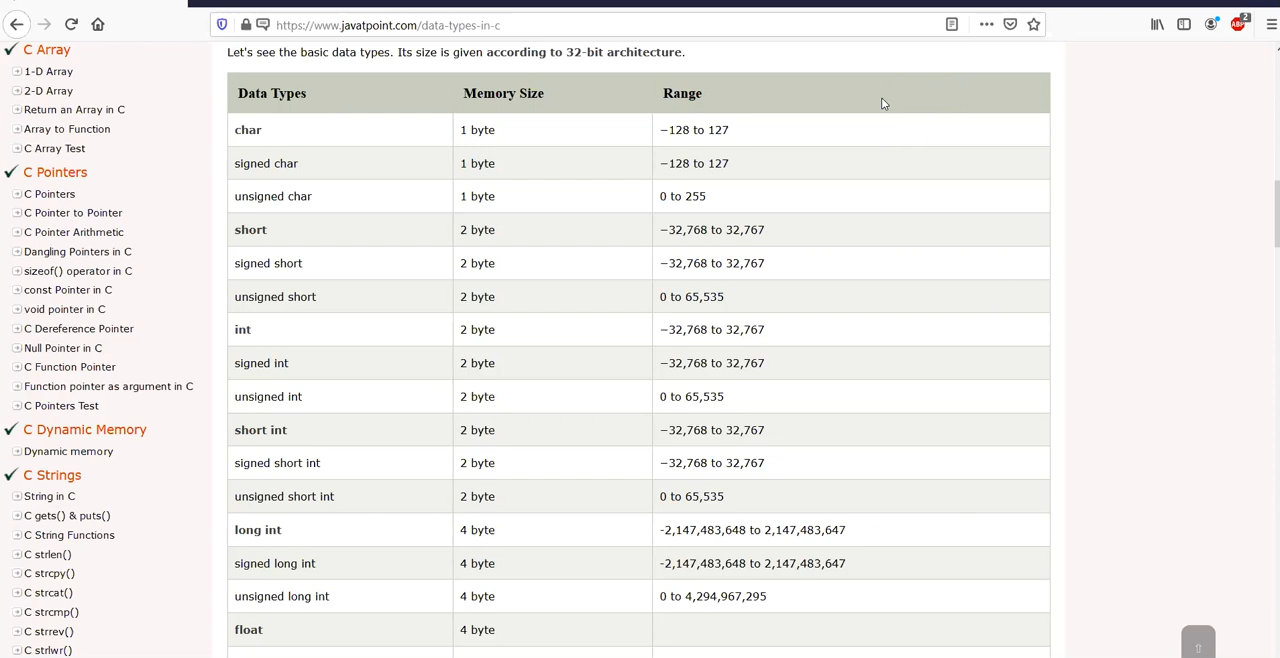 https://www.javatpoint.com/data-types-in-c
ABP
2
C Array
1-D Array
2-D Array
Return an Array in C
Array to Function
C Array Test
C Pointers
C Pointers
C Pointer to Pointer
C Pointer Arithmetic
Dangling Pointers in C
sizeof() operator in C
const Pointer in C
void pointer in C
C Dereference Pointer
Null Pointer in C
C Function Pointer
Function pointer as argument in C
C Pointers Test
C Dynamic Memory
Dynamic memory
C Strings
String in C
C gets() & puts()
C String Functions
C strlen()
C strcpy()
C strcat()
C strcmp()
C strrev()
C strlwr()
Let's see the basic data types. Its size is given according to 32-bit architecture.
Data Types Memory Size Range
char 1 byte −128 to 127
signed char 1 byte −128 to 127
unsigned char 1 byte 0 to 255
short 2 byte −32,768 to 32,767
signed short 2 byte −32,768 to 32,767
unsigned short 2 byte 0 to 65,535
int 2 byte −32,768 to 32,767
signed int 2 byte −32,768 to 32,767
unsigned int 2 byte 0 to 65,535
short int 2 byte −32,768 to 32,767
signed short int 2 byte −32,768 to 32,767
unsigned short int 2 byte 0 to 65,535
long int 4 byte -2,147,483,648 to 2,147,483,647
signed long int 4 byte -2,147,483,648 to 2,147,483,647
unsigned long int 4 byte 0 to 4,294,967,295
float 4 byte